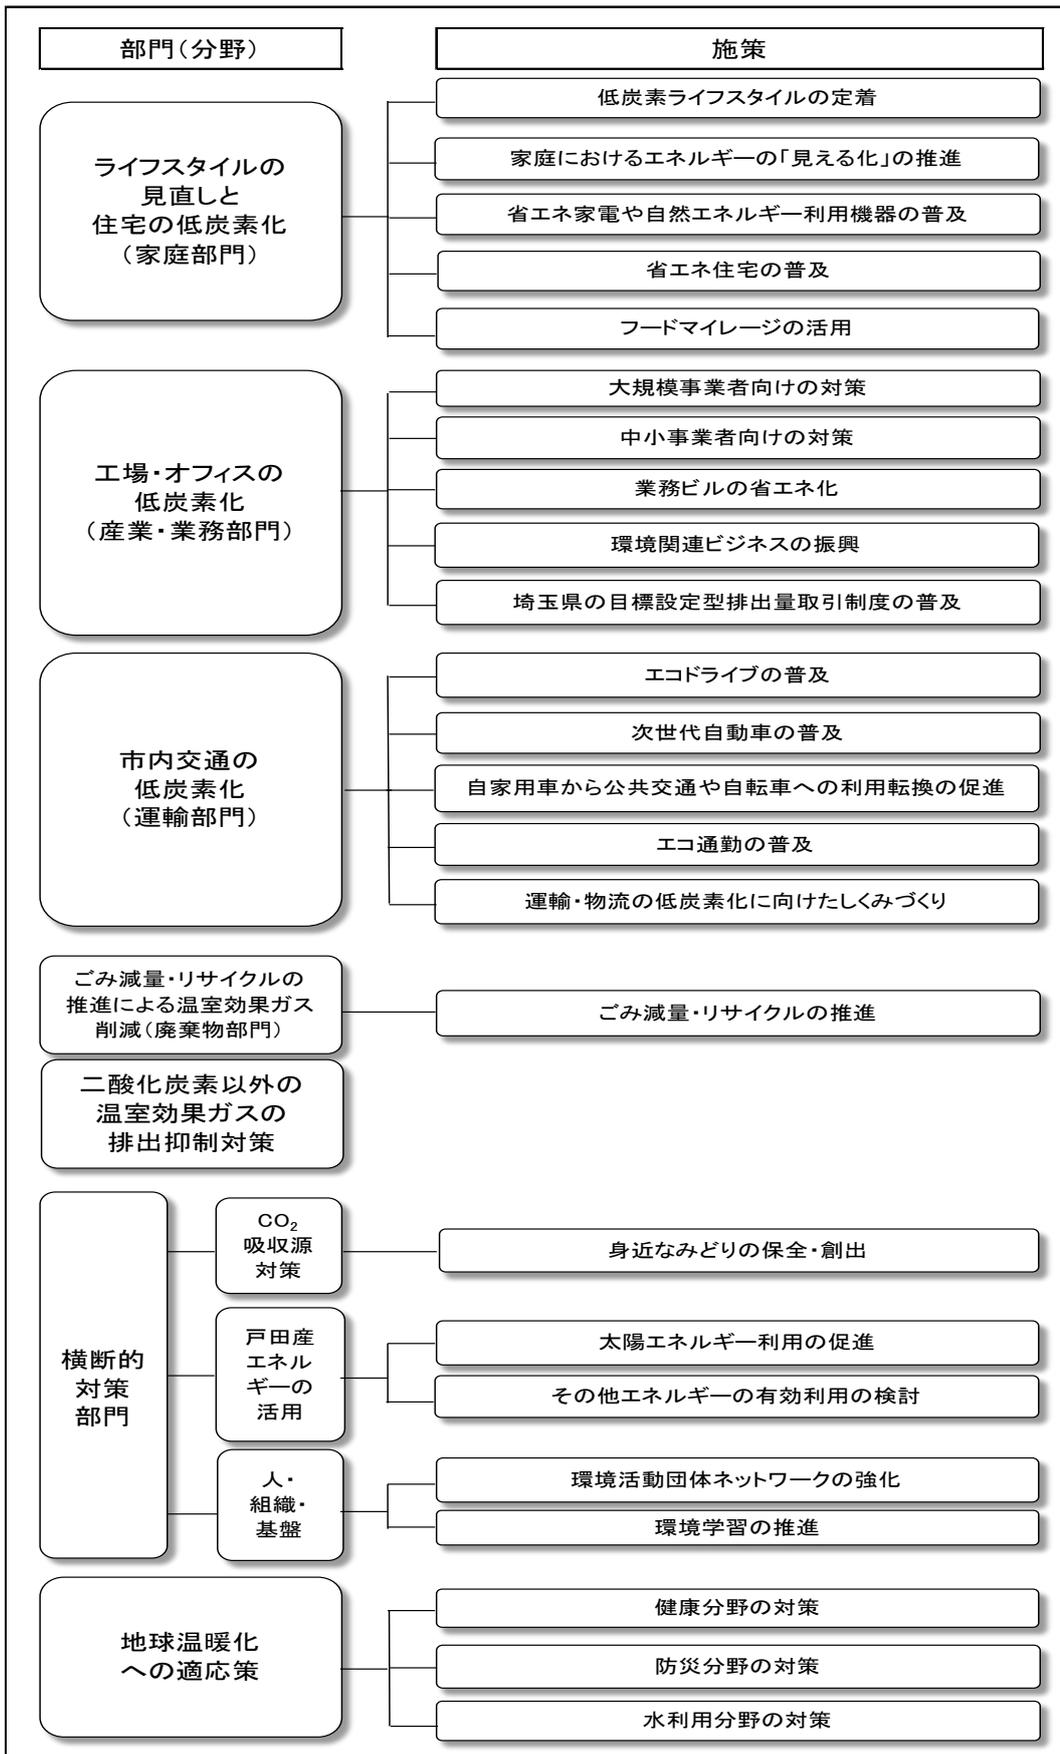 部門(分野)
施策
ライフスタイルの
見直しと
住宅の低炭素化
(家庭部門)
低炭素ライフスタイルの定着
家庭におけるエネルギーの「見える化」の推進
省エネ家電や自然エネルギー利用機器の普及
省エネ住宅の普及
フードマイレージの活用
工場・オフィスの
低炭素化
(産業・業務部門)
大規模事業者向けの対策
中小事業者向けの対策
業務ビルの省エネ化
環境関連ビジネスの振興
埼玉県の目標設定型排出量取引制度の普及
市内交通の
低炭素化
(運輸部門)
エコドライブの普及
次世代自動車の普及
自家用車から公共交通や自転車への利用転換の促進
エコ通勤の普及
運輸・物流の低炭素化に向けたしくみづくり
ごみ減量・リサイクルの
推進による温室効果ガス
削減(廃棄物部門)
ごみ減量・リサイクルの推進
二酸化炭素以外の
温室効果ガスの
排出抑制対策
横断的
対策
部門
CO₂
吸収源
対策
身近なみどりの保全・創出
戸田産
エネル
ギーの
活用
太陽エネルギー利用の促進
その他エネルギーの有効利用の検討
人・
組織・
基盤
環境活動団体ネットワークの強化
環境学習の推進
地球温暖化
への適応策
健康分野の対策
防災分野の対策
水利用分野の対策